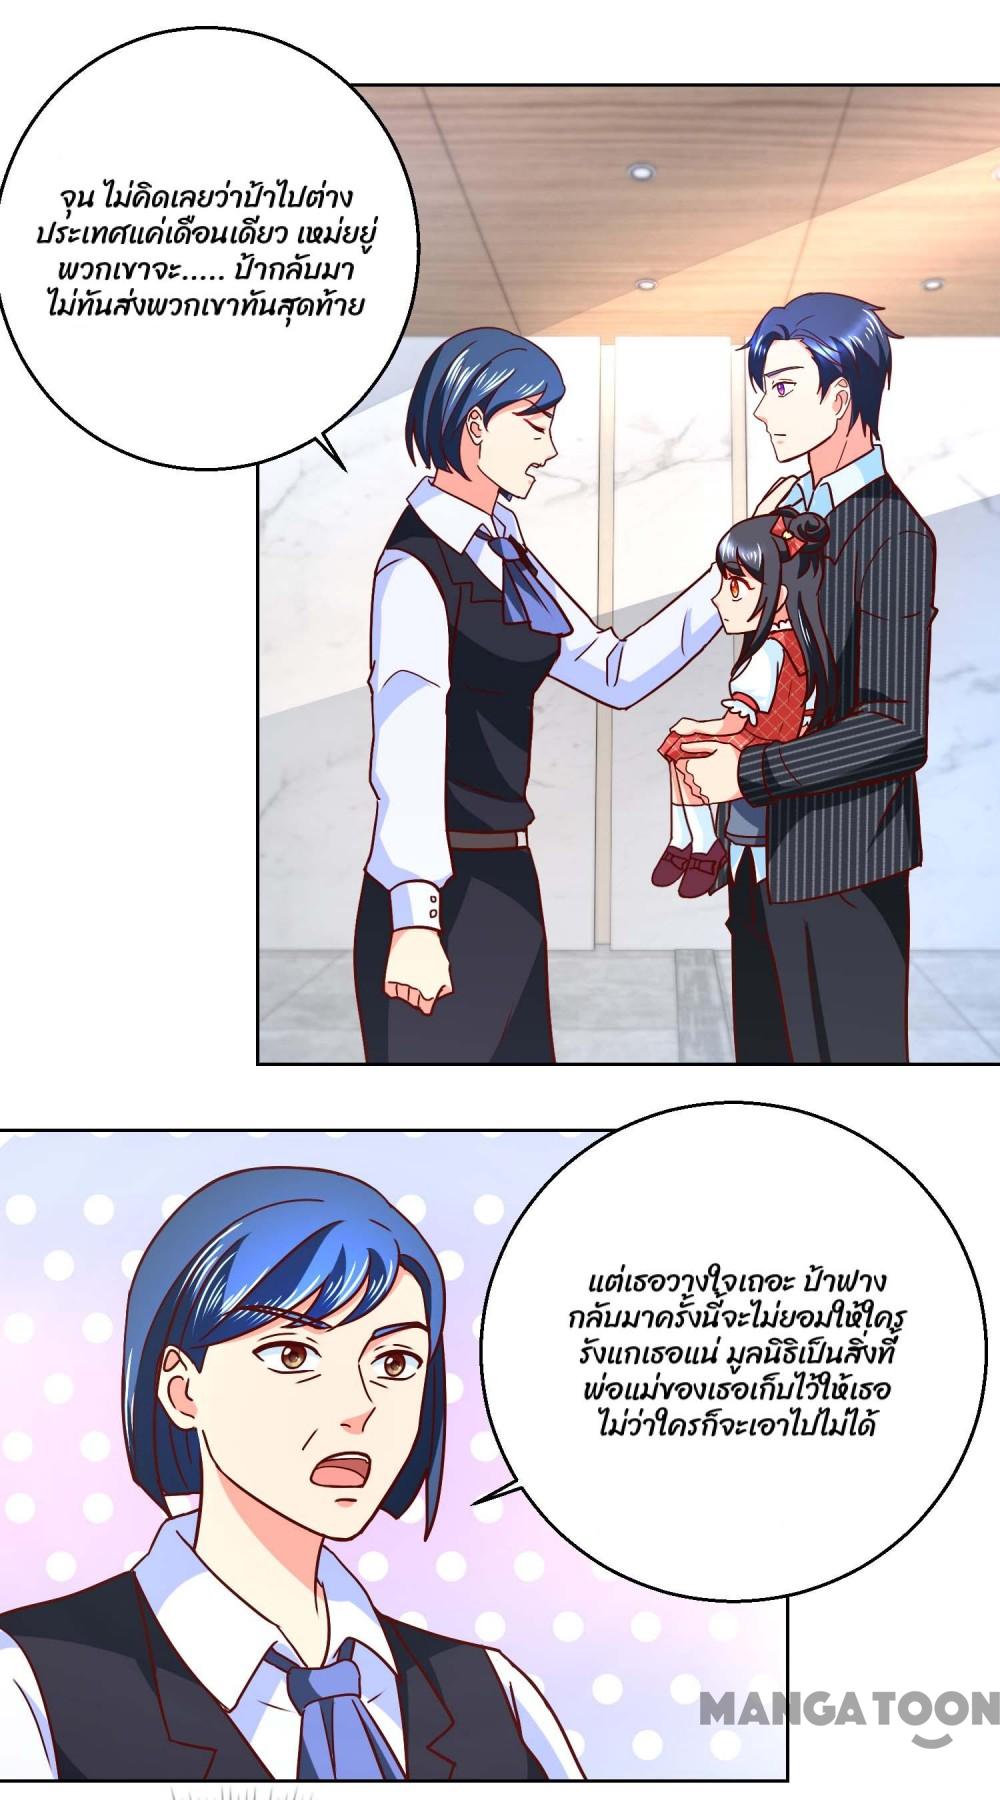 จุน ไม่คิดเลยว่าป้าไปต่าง
ประเทศแค่เดือนเดียว เหม่ยยู่
พวกเขาจะ..... ป้ากลับมา
ไม่ทันส่งพวกเขาทันสุดท้าย
แต่เธอวางใจเถอะ ป้าฟาง
กลับมาครั้งนี้จะไม่ยอมให้ใคร
รังแกเธอแน่ มูลนิธิเป็นสิ่งที่
พ่อแม่ของเธอเก็บไว้ให้เธอ
ไม่ว่าใครก็จะเอาไปไม่ได้
MANGATOON